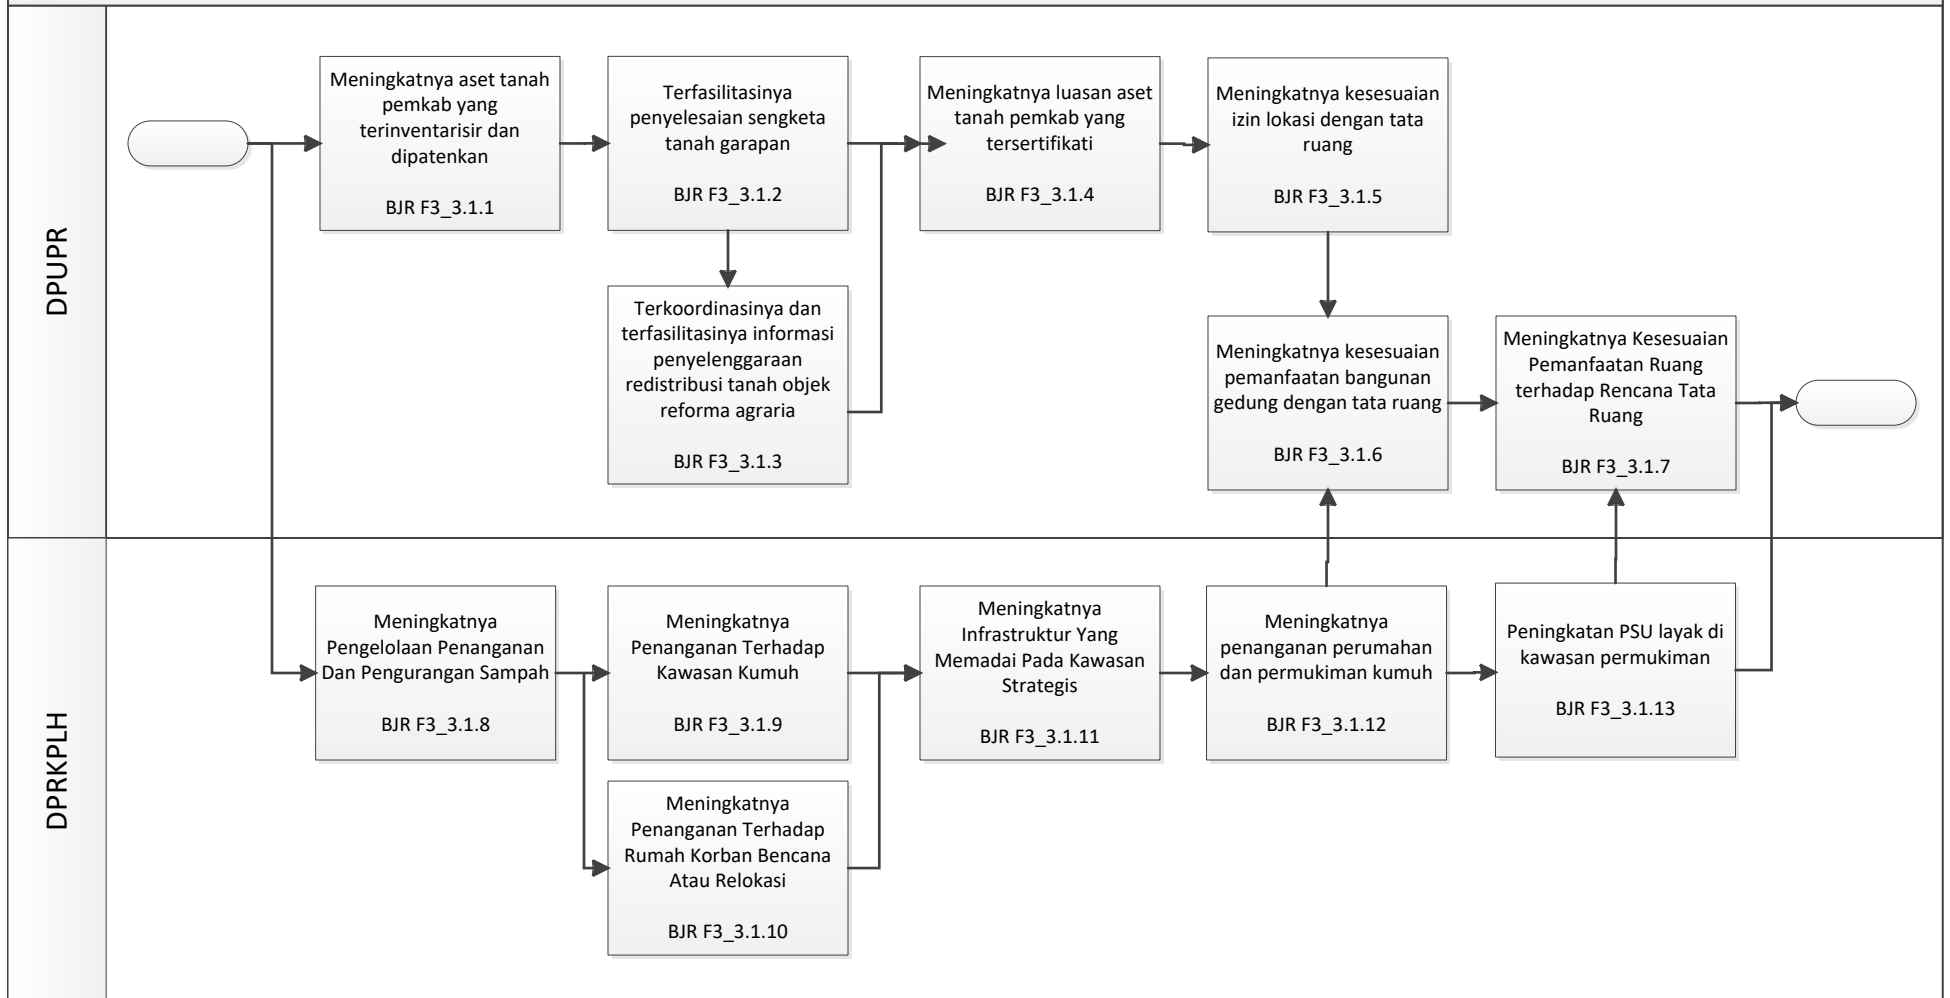 DPUPR
Meningkatnya aset tanah
pemkab yang
terinventarisir dan
dipatenkan
BJR F3_3.1.1
Terfasilitasinya
penyelesaian sengketa
tanah garapan
BJR F3_3.1.2
Terkoordinasinya dan
terfasilitasinya informasi
penyelenggaraan
redistribusi tanah objek
reforma agraria
BJR F3_3.1.3
Meningkatnya luasan aset
tanah pemkab yang
tersertifikati
BJR F3_3.1.4
Meningkatnya kesesuaian
izin lokasi dengan tata
ruang
BJR F3_3.1.5
Meningkatnya kesesuaian
pemanfaatan bangunan
gedung dengan tata ruang
BJR F3_3.1.6
Meningkatnya Kesesuaian
Pemanfaatan Ruang
terhadap Rencana Tata
Ruang
BJR F3_3.1.7
DPRKPLH
Meningkatnya
Pengelolaan Penanganan
Dan Pengurangan Sampah
BJR F3_3.1.8
Meningkatnya
Penanganan Terhadap
Kawasan Kumuh
BJR F3_3.1.9
Meningkatnya
Penanganan Terhadap
Rumah Korban Bencana
Atau Relokasi
BJR F3_3.1.10
Meningkatnya
Infrastruktur Yang
Memadai Pada Kawasan
Strategis
BJR F3_3.1.11
Meningkatnya
penanganan perumahan
dan permukiman kumuh
BJR F3_3.1.12
Peningkatan PSU layak di
kawasan permukiman
BJR F3_3.1.13